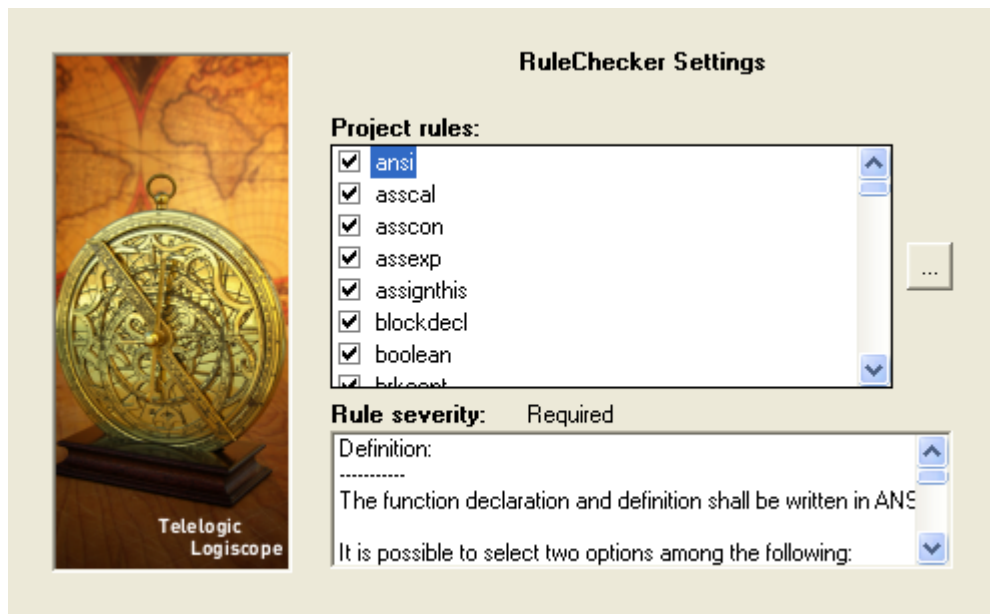 RuleChecker Settings
Project rules:
ansi
asscal
asscon
assexp
assignthis
blockdecl
boolean
...
Rule severity: Required
Definition:
-----------
The function declaration and definition shall be written in ANS
It is possible to select two options among the following:
Telelogic
Logiscope